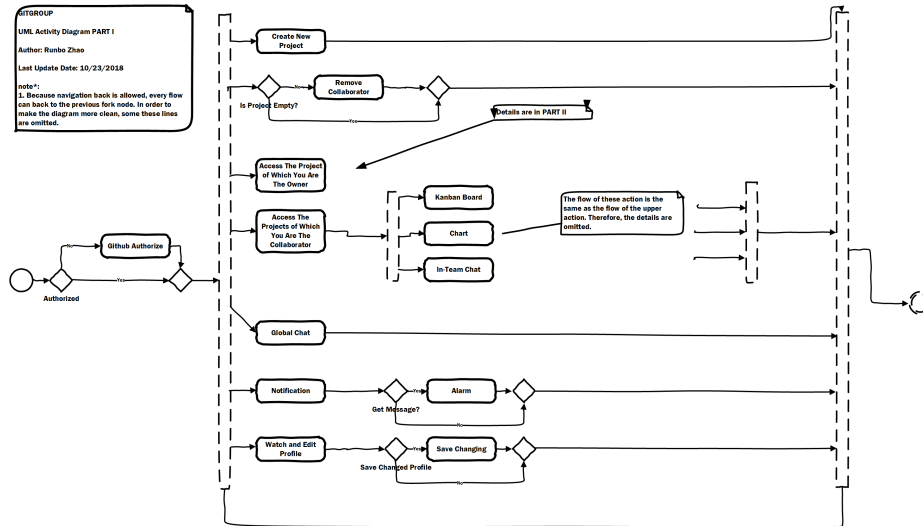 GITGROUP
UML Activity Diagram PART I
Author: Runbo Zhao
Last Update Date: 10/23/2018
note*:
1. Because navigation back is allowed, every flow
can back to the previous fork node. In order to
make the diagram more clean, some these lines
are omitted.
Create New
Project
No
Remove
Collaborator
Is Project Empty?
Yes
Details are in PART II
Access The Project
of Which You Are
The Owner
Access The
Projects of Which
You Are The
Collaborator
Kanban Board
Chart
In-Team Chat
The flow of these action is the
same as the flow of the upper
action. Therefore, the details are
omitted.
No
Github Authorize
Yes
Authorized
Global Chat
Notification
Yes
Alarm
Get Message?
No
Watch and Edit
Profile
Yes
Save Changing
Save Changed Profile
No